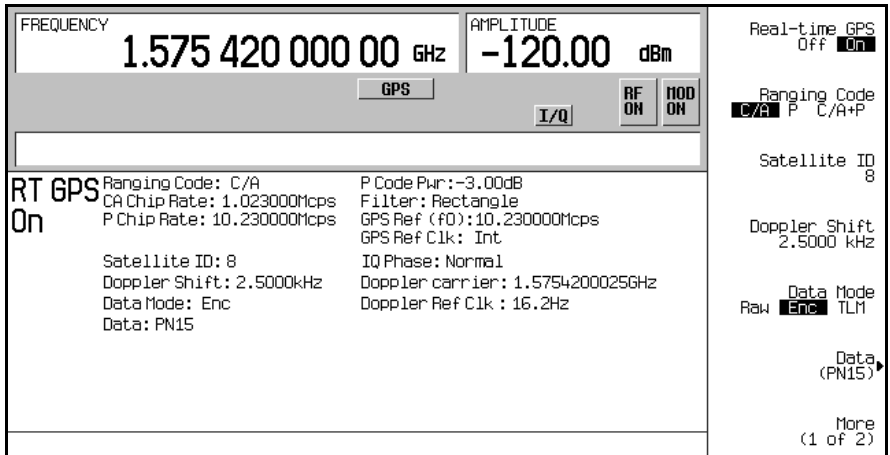 FREQUENCY
1.575 420 000 00 GHz
AMPLITUDE
-120.00 dBm
GPS
I/Q
RF ON
MOD ON
RT GPS
On
Ranging Code: C/A
CA Chip Rate: 1.023000Mcps
P Chip Rate: 10.230000Mcps
Satellite ID: 8
Doppler Shift: 2.5000kHz
Data Mode: Enc
Data: PN15
P Code Pwr:-3.00dB
Filter: Rectangle
GPS Ref (f0):10.230000Mcps
GPS Ref Clk: Int
IQ Phase: Normal
Doppler carrier: 1.5754200025GHz
Doppler Ref Clk : 16.2Hz
Real-time GPS
Off On
Ranging Code
C/A P C/A+P
Satellite ID
8
Doppler Shift
2.5000 kHz
Data Mode
Raw Enc TLM
Data
(PN15)
More
(1 of 2)